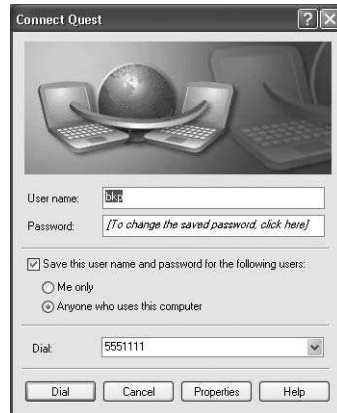 Connect Quest
User name: bkp
Password: [To change the saved password, click here]
Save this user name and password for the following users:
Me only
Anyone who uses this computer
Dial: 5551111
Dial Cancel Properties Help